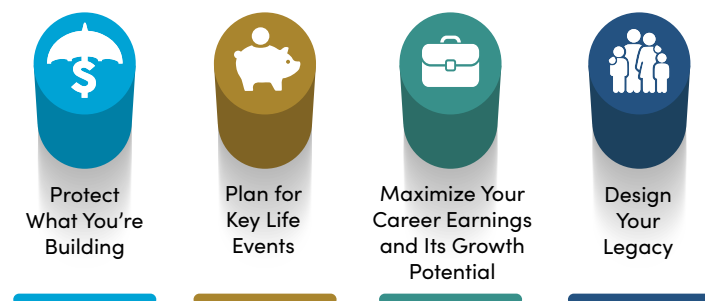 $
Protect
What You're
Building
Plan for
Key Life
Events
Maximize Your
Career Earnings
and Its Growth
Potential
Design
Your
Legacy